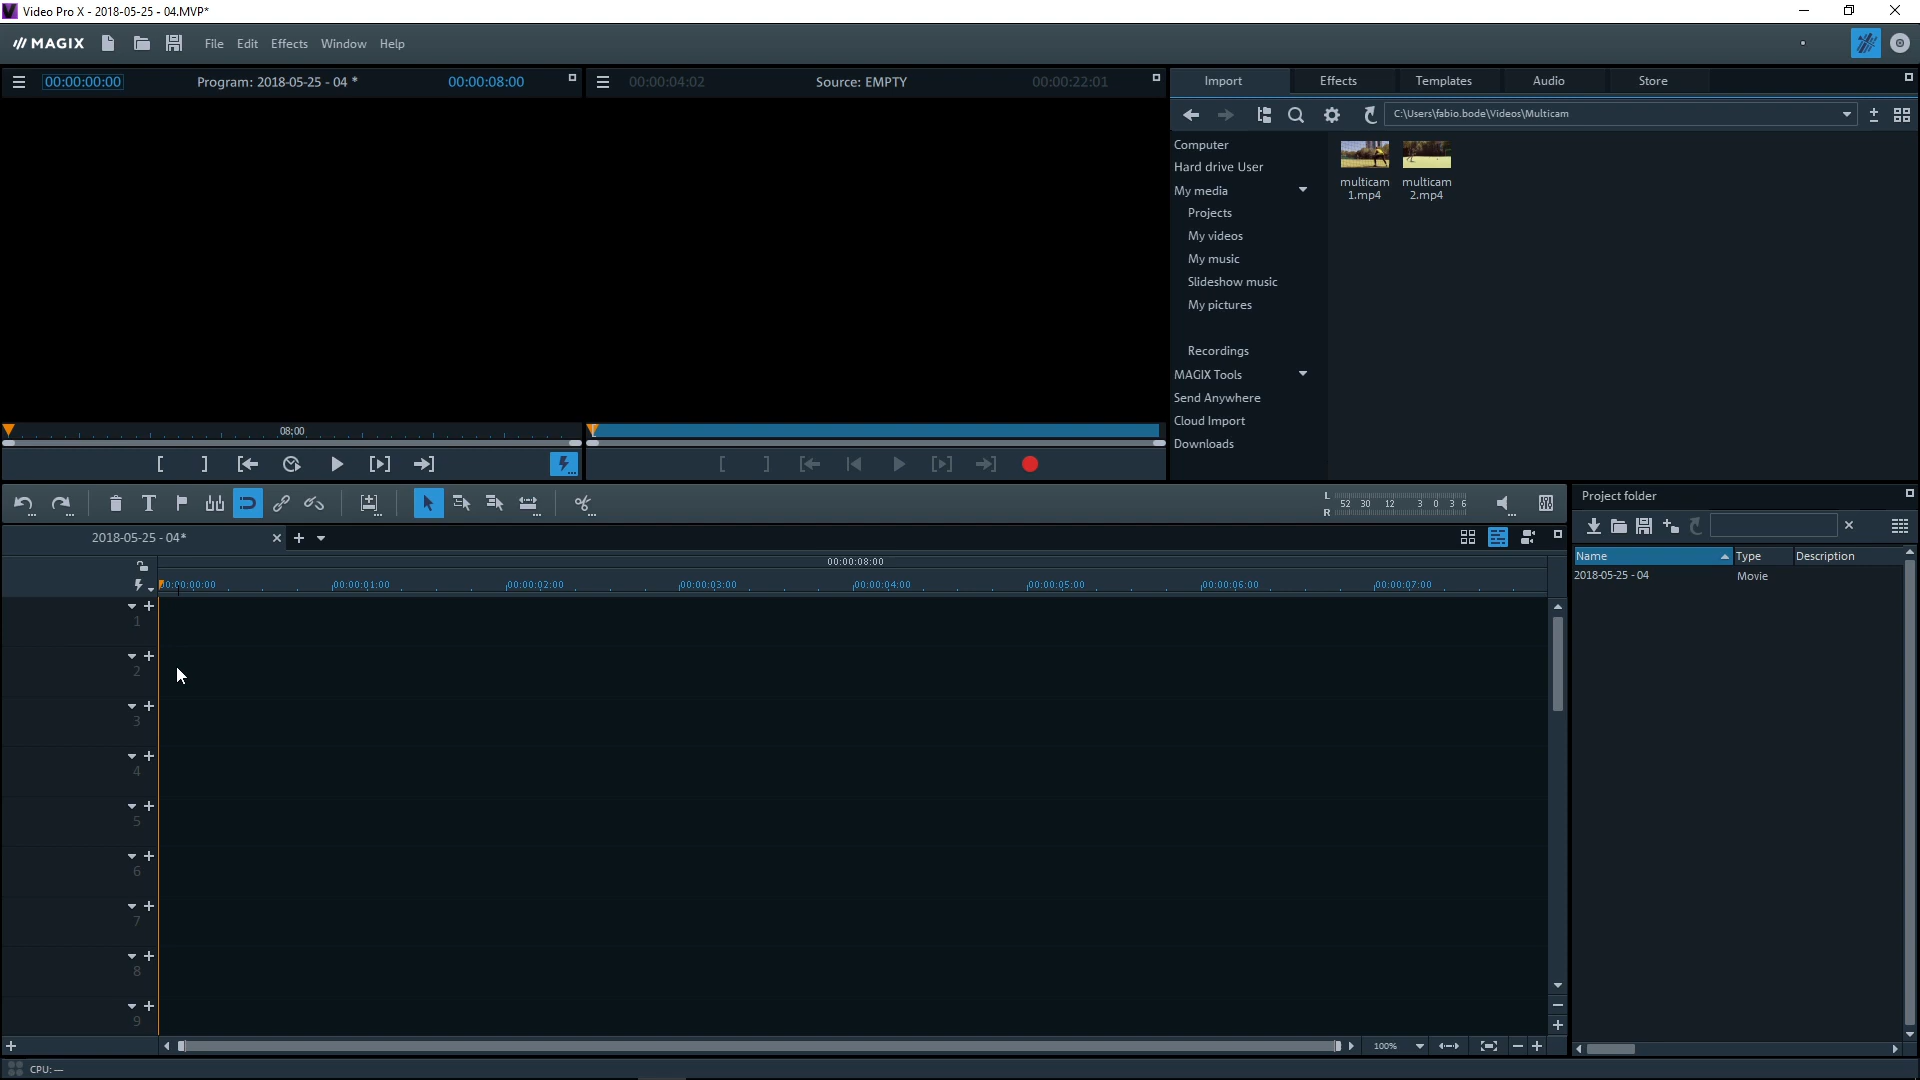 Video Pro X - 2018-05-25 - 04.MVP*
MAGIX File Edit Effects Window Help
00:00:00:00 Program: 2018-05-25 - 04 * 00:00:08:00
00:00:04:02 Source: EMPTY 00:00:22:01
Import Effects Templates Audio Store
C:\Users\fabio.bode\Videos\Multicam
Computer
Hard drive User
My media
Projects
My videos
My music
Slideshow music
My pictures
Recordings
MAGIX Tools
Send Anywhere
Cloud Import
Downloads
multicam
1.mp4
multicam
2.mp4
08;00
L 52 30 12 3 0 3 6
R
2018-05-25 - 04*
00:00:08:00
00:00:00:00 00:00:01:00 00:00:02:00 00:00:03:00 00:00:04:00 00:00:05:00 00:00:06:00 00:00:07:00
1
2
3
4
5
6
7
8
9
100%
Project folder
Name Type Description
2018-05-25 - 04 Movie
CPU: —